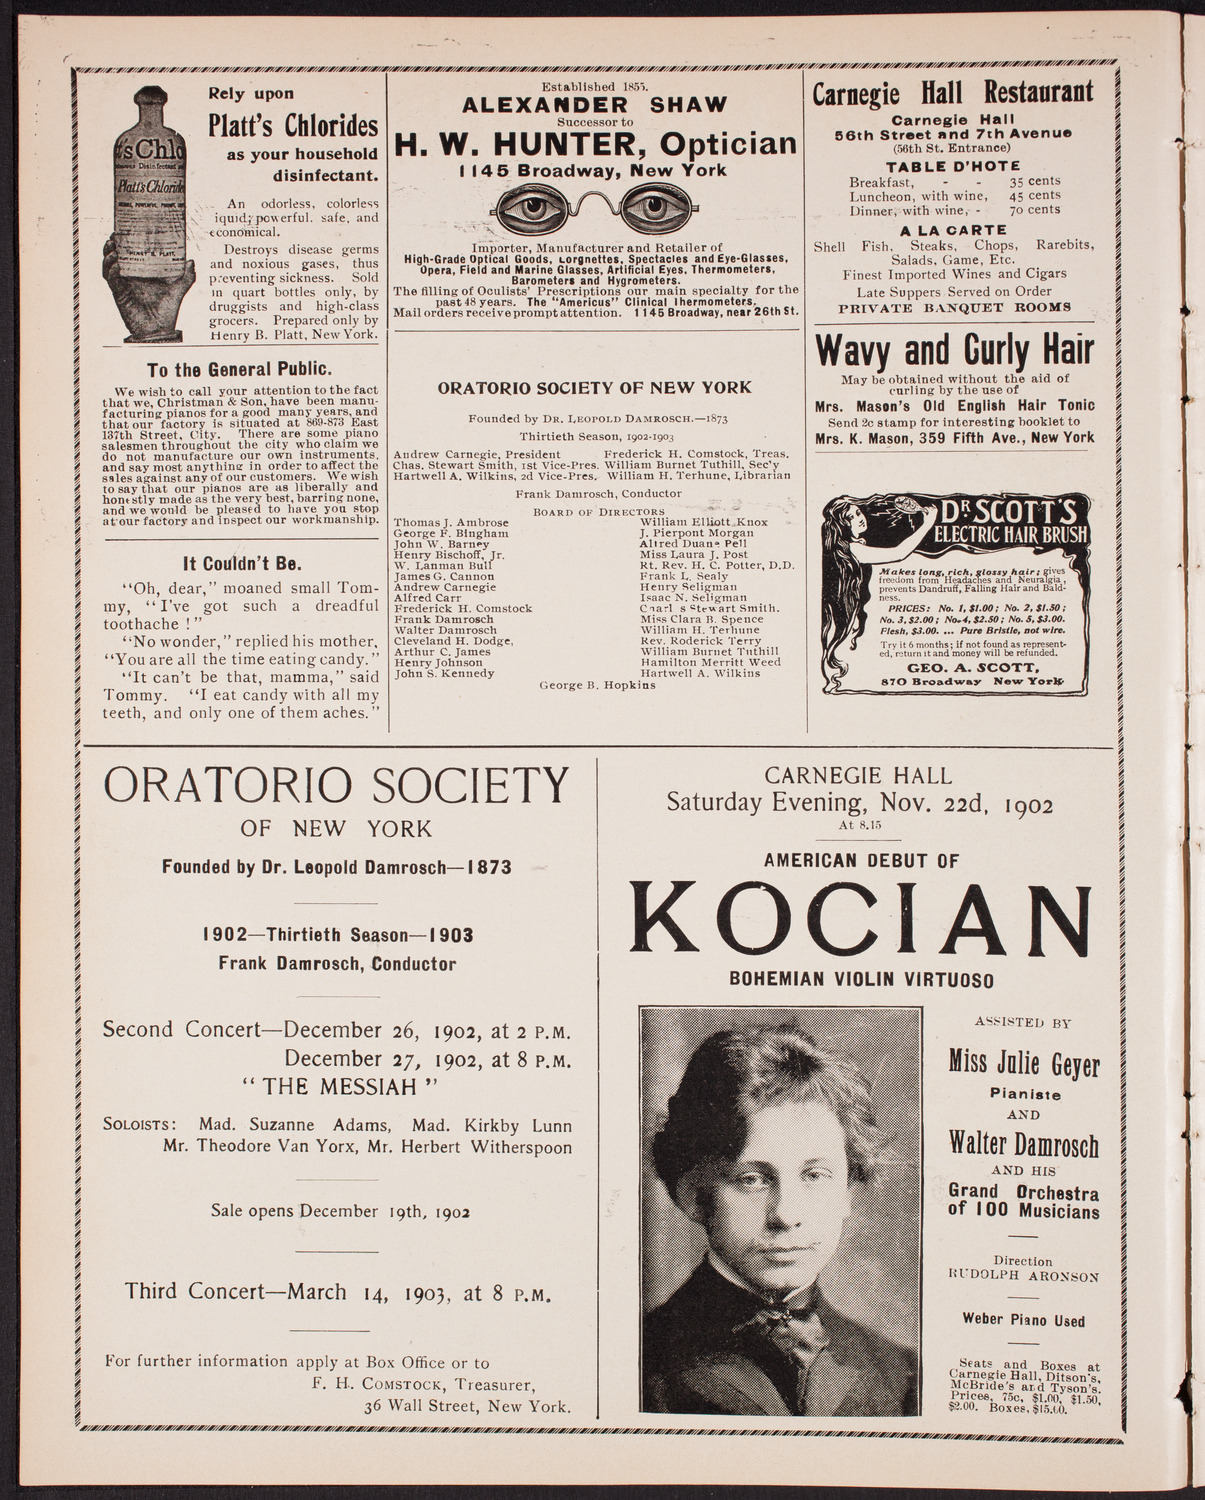 Rely upon
Platt's Chlorides
as your household
disinfectant.
An odorless, colorless
iquid; powerful, safe, and
economical.
Destroys disease germs
and noxious gases, thus
preventing sickness. Sold
in quart bottles only, by
druggists and high-class
grocers. Prepared only by
Henry B. Platt, New York.
's Chlo
Platt's Chloride
HENRY B. PLATT,
To the General Public.
We wish to call your attention to the fact
that we, Christman & Son, have been manu-
facturing pianos for a good many years, and
that our factory is situated at 869-873 East
137th Street, City. There are some piano
salesmen throughout the city who claim we
do not manufacture our own instruments,
and say most anything in order to affect the
sales against any of our customers. We wish
to say that our pianos are as liberally and
honestly made as the very best, barring none,
and we would be pleased to have you stop
at our factory and inspect our workmanship.
It Couldn't Be.
"Oh, dear," moaned small Tom-
my, "I've got such a dreadful
toothache !"
"No wonder," replied his mother,
"You are all the time eating candy."
"It can't be that, mamma," said
Tommy. "I eat candy with all my
teeth, and only one of them aches."
Established 1855.
ALEXANDER SHAW
Successor to
H. W. HUNTER, Optician
1145 Broadway, New York
Importer, Manufacturer and Retailer of
High-Grade Optical Goods, Lorgnettes, Spectacles and Eye-Glasses,
Opera, Field and Marine Glasses, Artificial Eyes, Thermometers,
Barometers and Hygrometers.
The filling of Oculists' Prescriptions our main specialty for the
past 48 years. The "Americus" Clinical Thermometers.
Mail orders receive prompt attention. 1145 Broadway, near 26th St.
ORATORIO SOCIETY OF NEW YORK
Founded by DR. LEOPOLD DAMROSCH.—1873
Thirtieth Season, 1902-1903
Andrew Carnegie, President Frederick H. Comstock, Treas.
Chas. Stewart Smith, 1st Vice-Pres. William Burnet Tuthill, Sec'y
Hartwell A. Wilkins, 2d Vice-Pres. William H. Terhune, Librarian
Frank Damrosch, Conductor
BOARD OF DIRECTORS
Thomas J. Ambrose William Elliott Knox
George F. Bingham J. Pierpont Morgan
John W. Barney Alfred Duane Pell
Henry Bischoff, Jr. Miss Laura J. Post
W. Lanman Bull Rt. Rev. H. C. Potter, D.D.
James G. Cannon Frank L. Sealy
Andrew Carnegie Henry Seligman
Alfred Carr Isaac N. Seligman
Frederick H. Comstock Charl s Stewart Smith.
Frank Damrosch Miss Clara B. Spence
Walter Damrosch William H. Terhune
Cleveland H. Dodge, Rev. Roderick Terry
Arthur C. James William Burnet Tuthill
Henry Johnson Hamilton Merritt Weed
John S. Kennedy Hartwell A. Wilkins
George B. Hopkins
Carnegie Hall Restaurant
Carnegie Hall
56th Street and 7th Avenue
(56th St. Entrance)
TABLE D'HOTE
Breakfast, - - 35 cents
Luncheon, with wine, 45 cents
Dinner, with wine, - 70 cents
A LA CARTE
Shell Fish, Steaks, Chops, Rarebits,
Salads, Game, Etc.
Finest Imported Wines and Cigars
Late Suppers Served on Order
PRIVATE BANQUET ROOMS
Wavy and Curly Hair
May be obtained without the aid of
curling by the use of
Mrs. Mason's Old English Hair Tonic
Send 2c stamp for interesting booklet to
Mrs. K. Mason, 359 Fifth Ave., New York
DR SCOTT'S
ELECTRIC HAIR BRUSH
Makes long, rich, glossy hair; gives
freedom from Headaches and Neuralgia,
prevents Dandruff, Falling Hair and Bald-
ness.
PRICES: No. 1, $1.00; No. 2, $1.50;
No. 3, $2.00; No. 4, $2.50; No. 5, $3.00.
Flesh, $3.00. ... Pure Bristle, not wire.
Try it 6 months; if not found as represent-
ed, return it and money will be refunded.
GEO. A. SCOTT,
870 Broadway New York
ORATORIO SOCIETY
OF NEW YORK
Founded by Dr. Leopold Damrosch—1873
1902—Thirtieth Season—1903
Frank Damrosch, Conductor
Second Concert—December 26, 1902, at 2 P.M.
December 27, 1902, at 8 P.M.
"THE MESSIAH"
SOLOISTS: Mad. Suzanne Adams, Mad. Kirkby Lunn
Mr. Theodore Van Yorx, Mr. Herbert Witherspoon
Sale opens December 19th, 1902
Third Concert—March 14, 1903, at 8 P.M.
For further information apply at Box Office or to
F. H. COMSTOCK, Treasurer,
36 Wall Street, New York.
CARNEGIE HALL
Saturday Evening, Nov. 22d, 1902
At 8.15
AMERICAN DEBUT OF
KOCIAN
BOHEMIAN VIOLIN VIRTUOSO
ASSISTED BY
Miss Julie Geyer
Pianiste
AND
Walter Damrosch
AND HIS
Grand Orchestra
of 100 Musicians
Direction
RUDOLPH ARONSON
Weber Piano Used
Seats and Boxes at
Carnegie Hall, Ditson's,
McBride's and Tyson's.
Prices, 75c, $1.00, $1.50,
$2.00. Boxes, $15.00.